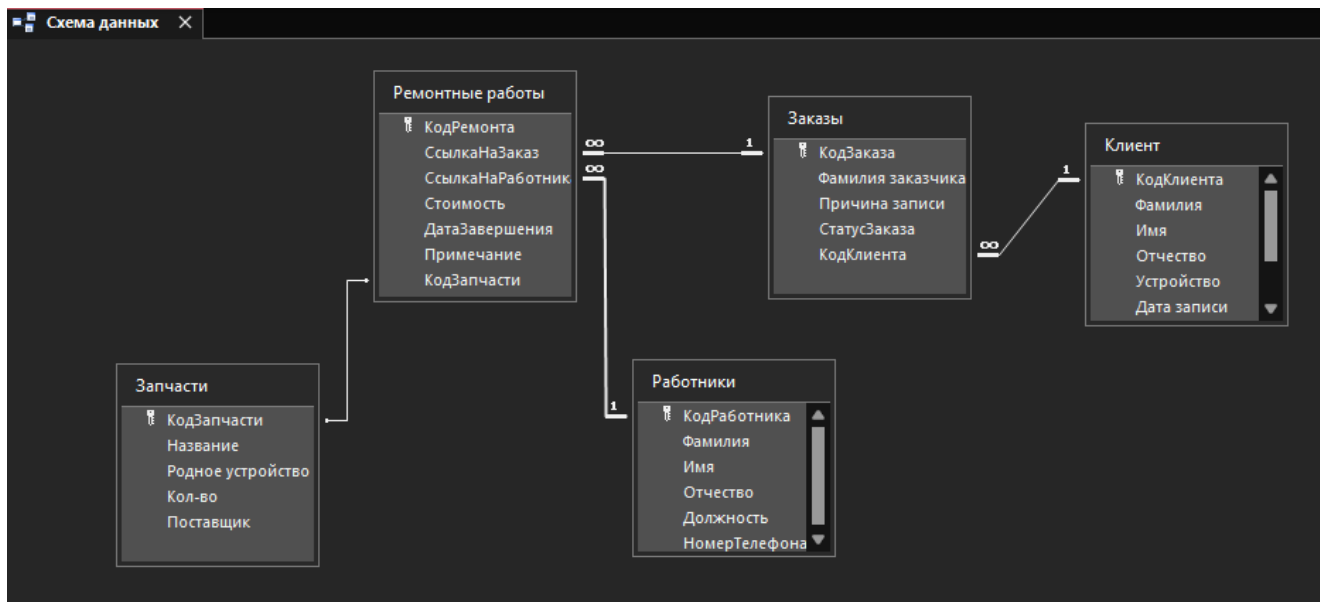 Схема данных
Ремонтные работы
КодРемонта
СсылкаНаЗаказ
СсылкаНаРаботник
Стоимость
ДатаЗавершения
Примечание
КодЗапчасти
∞
1
∞
1
Заказы
КодЗаказа
Фамилия заказчика
Причина записи
СтатусЗаказа
КодКлиента
∞
1
Клиент
КодКлиента
Фамилия
Имя
Отчество
Устройство
Дата записи
Запчасти
КодЗапчасти
Название
Родное устройство
Кол-во
Поставщик
Работники
КодРаботника
Фамилия
Имя
Отчество
Должность
НомерТелефона